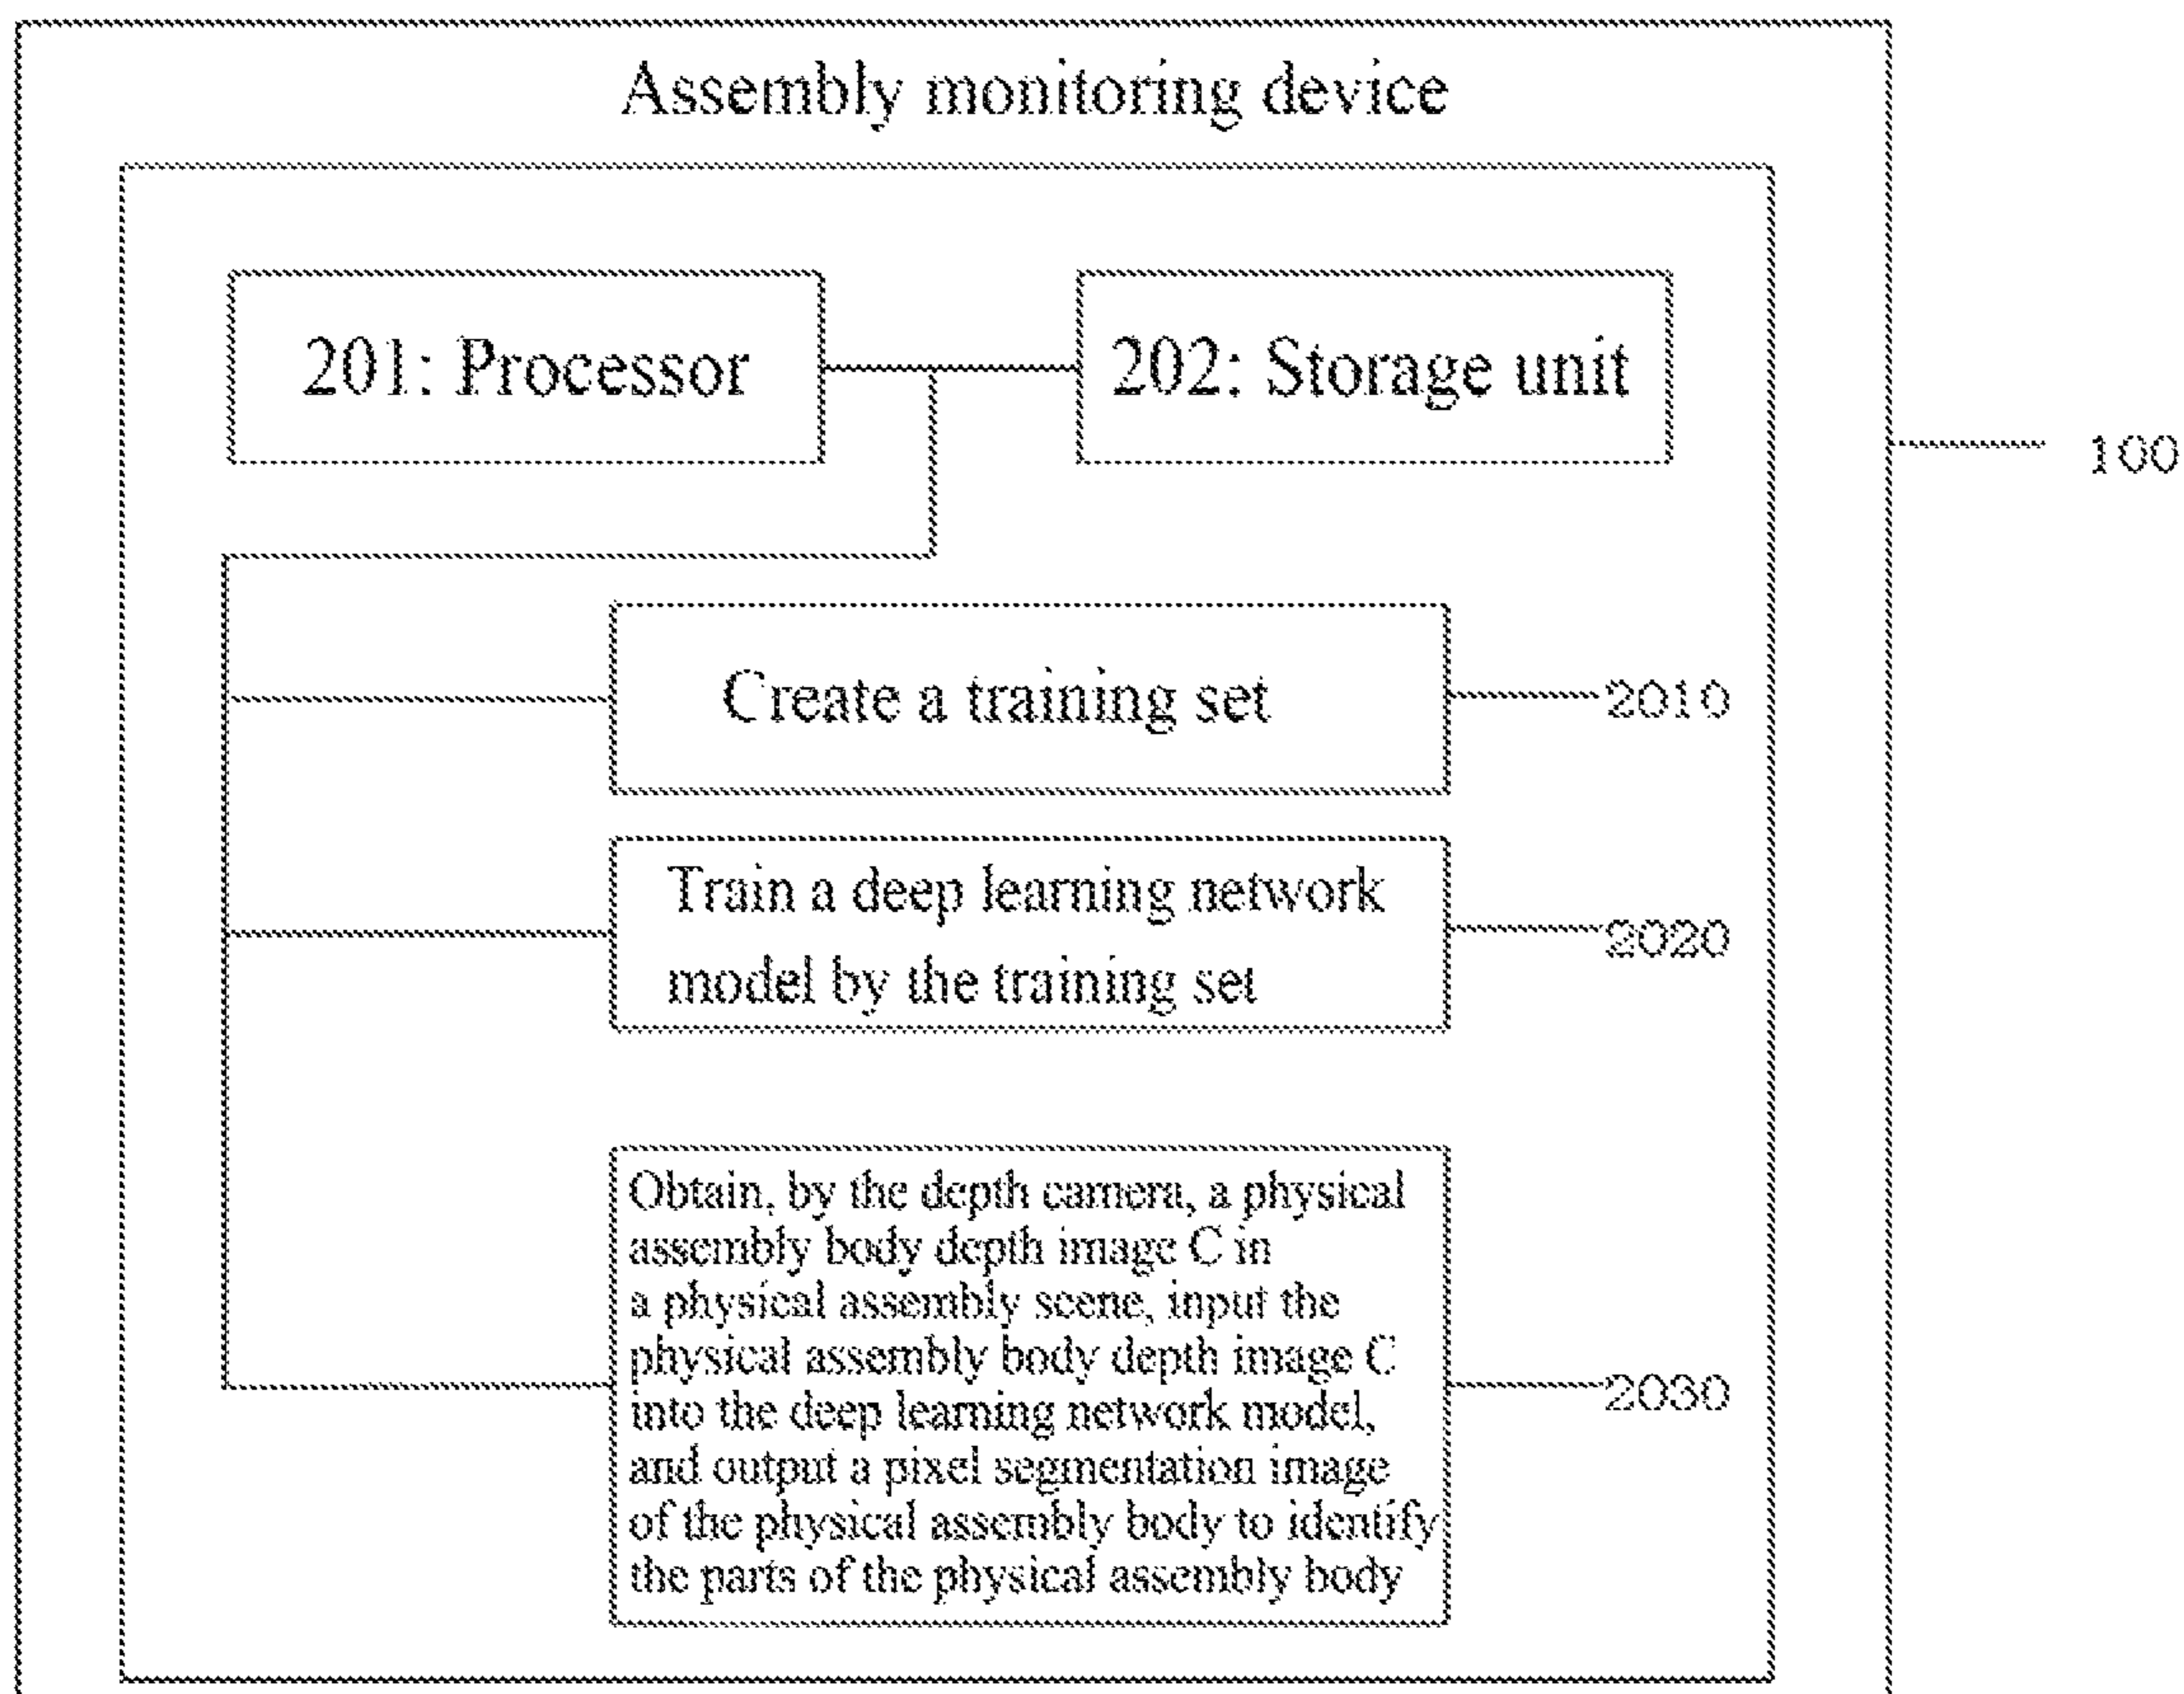 Assembly monitoring device
201: Processor
202: Storage unit
100
Create a training set
2010
Train a deep learning network
model by the training set
2020
Obtain, by the depth camera, a physical
assembly body depth image C in
a physical assembly scene, input the
physical assembly body depth image C
into the deep learning network model,
and output a pixel segmentation image
of the physical assembly body to identify
the parts of the physical assembly body
2030